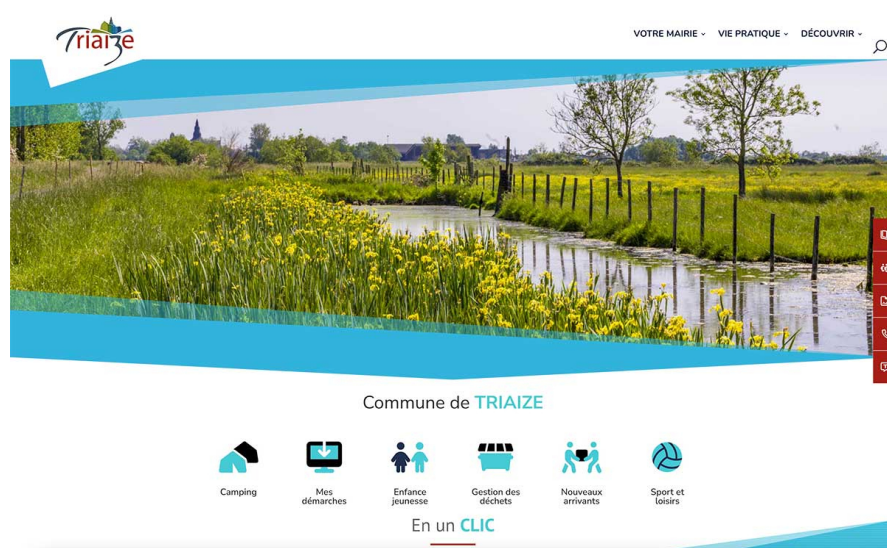 Triaize
VOTRE MAIRIE
VIE PRATIQUE
DÉCOUVRIR
Commune de TRIAIZE
Camping
Mes
démarches
Enfance
jeunesse
Gestion des
déchets
Nouveaux
arrivants
Sport et
loisirs
En un CLIC